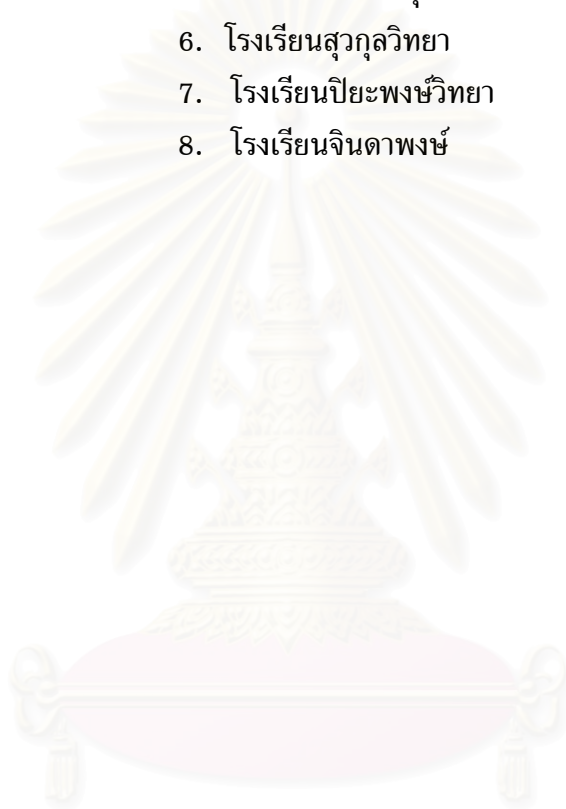 6. โรงเรียนสุวกุลวิทยา
7. โรงเรียนปิยะพงษ์วิทยา
8. โรงเรียนจินดาพงษ์